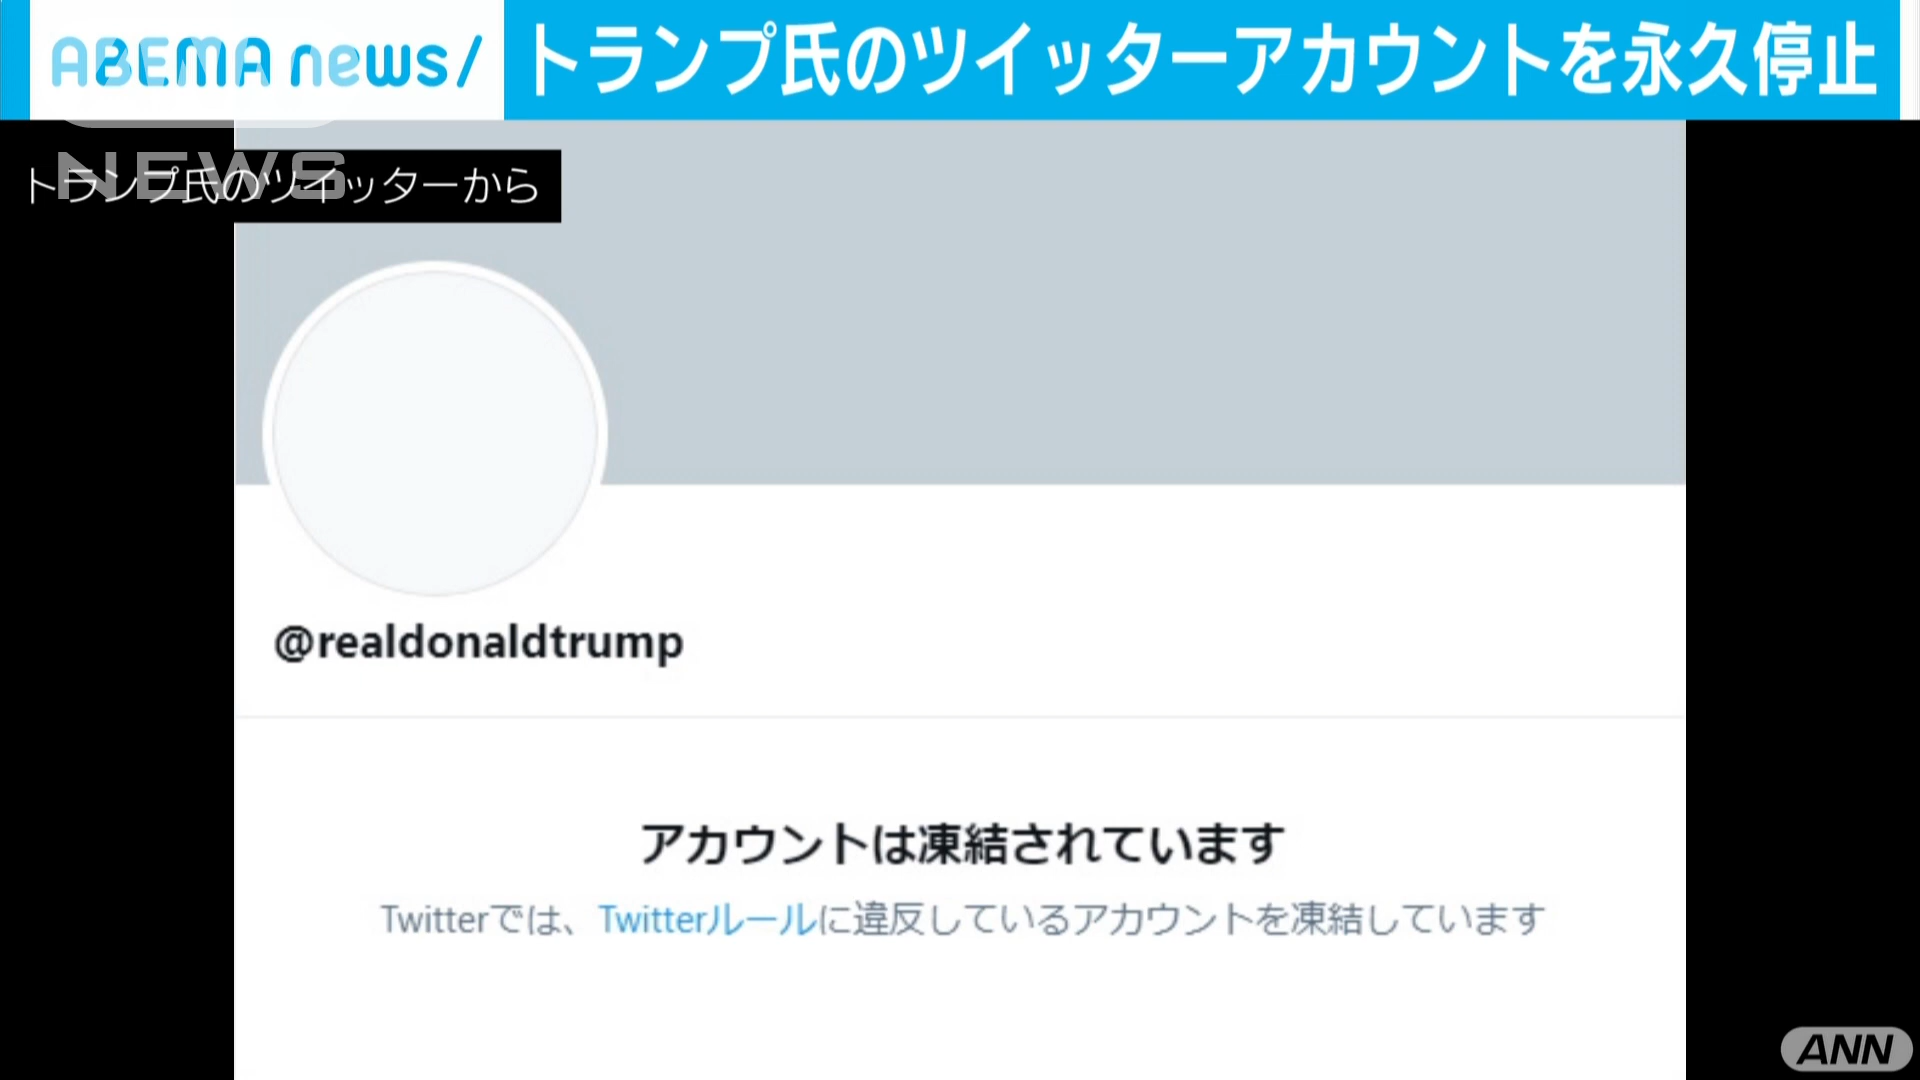 ABEMA news/
トランプ氏のツイッターアカウントを永久停止
NEWS
トランプ氏のツイッターから
@realdonaldtrump
アカウントは凍結されています
Twitterでは、Twitterルールに違反しているアカウントを凍結しています
ANN